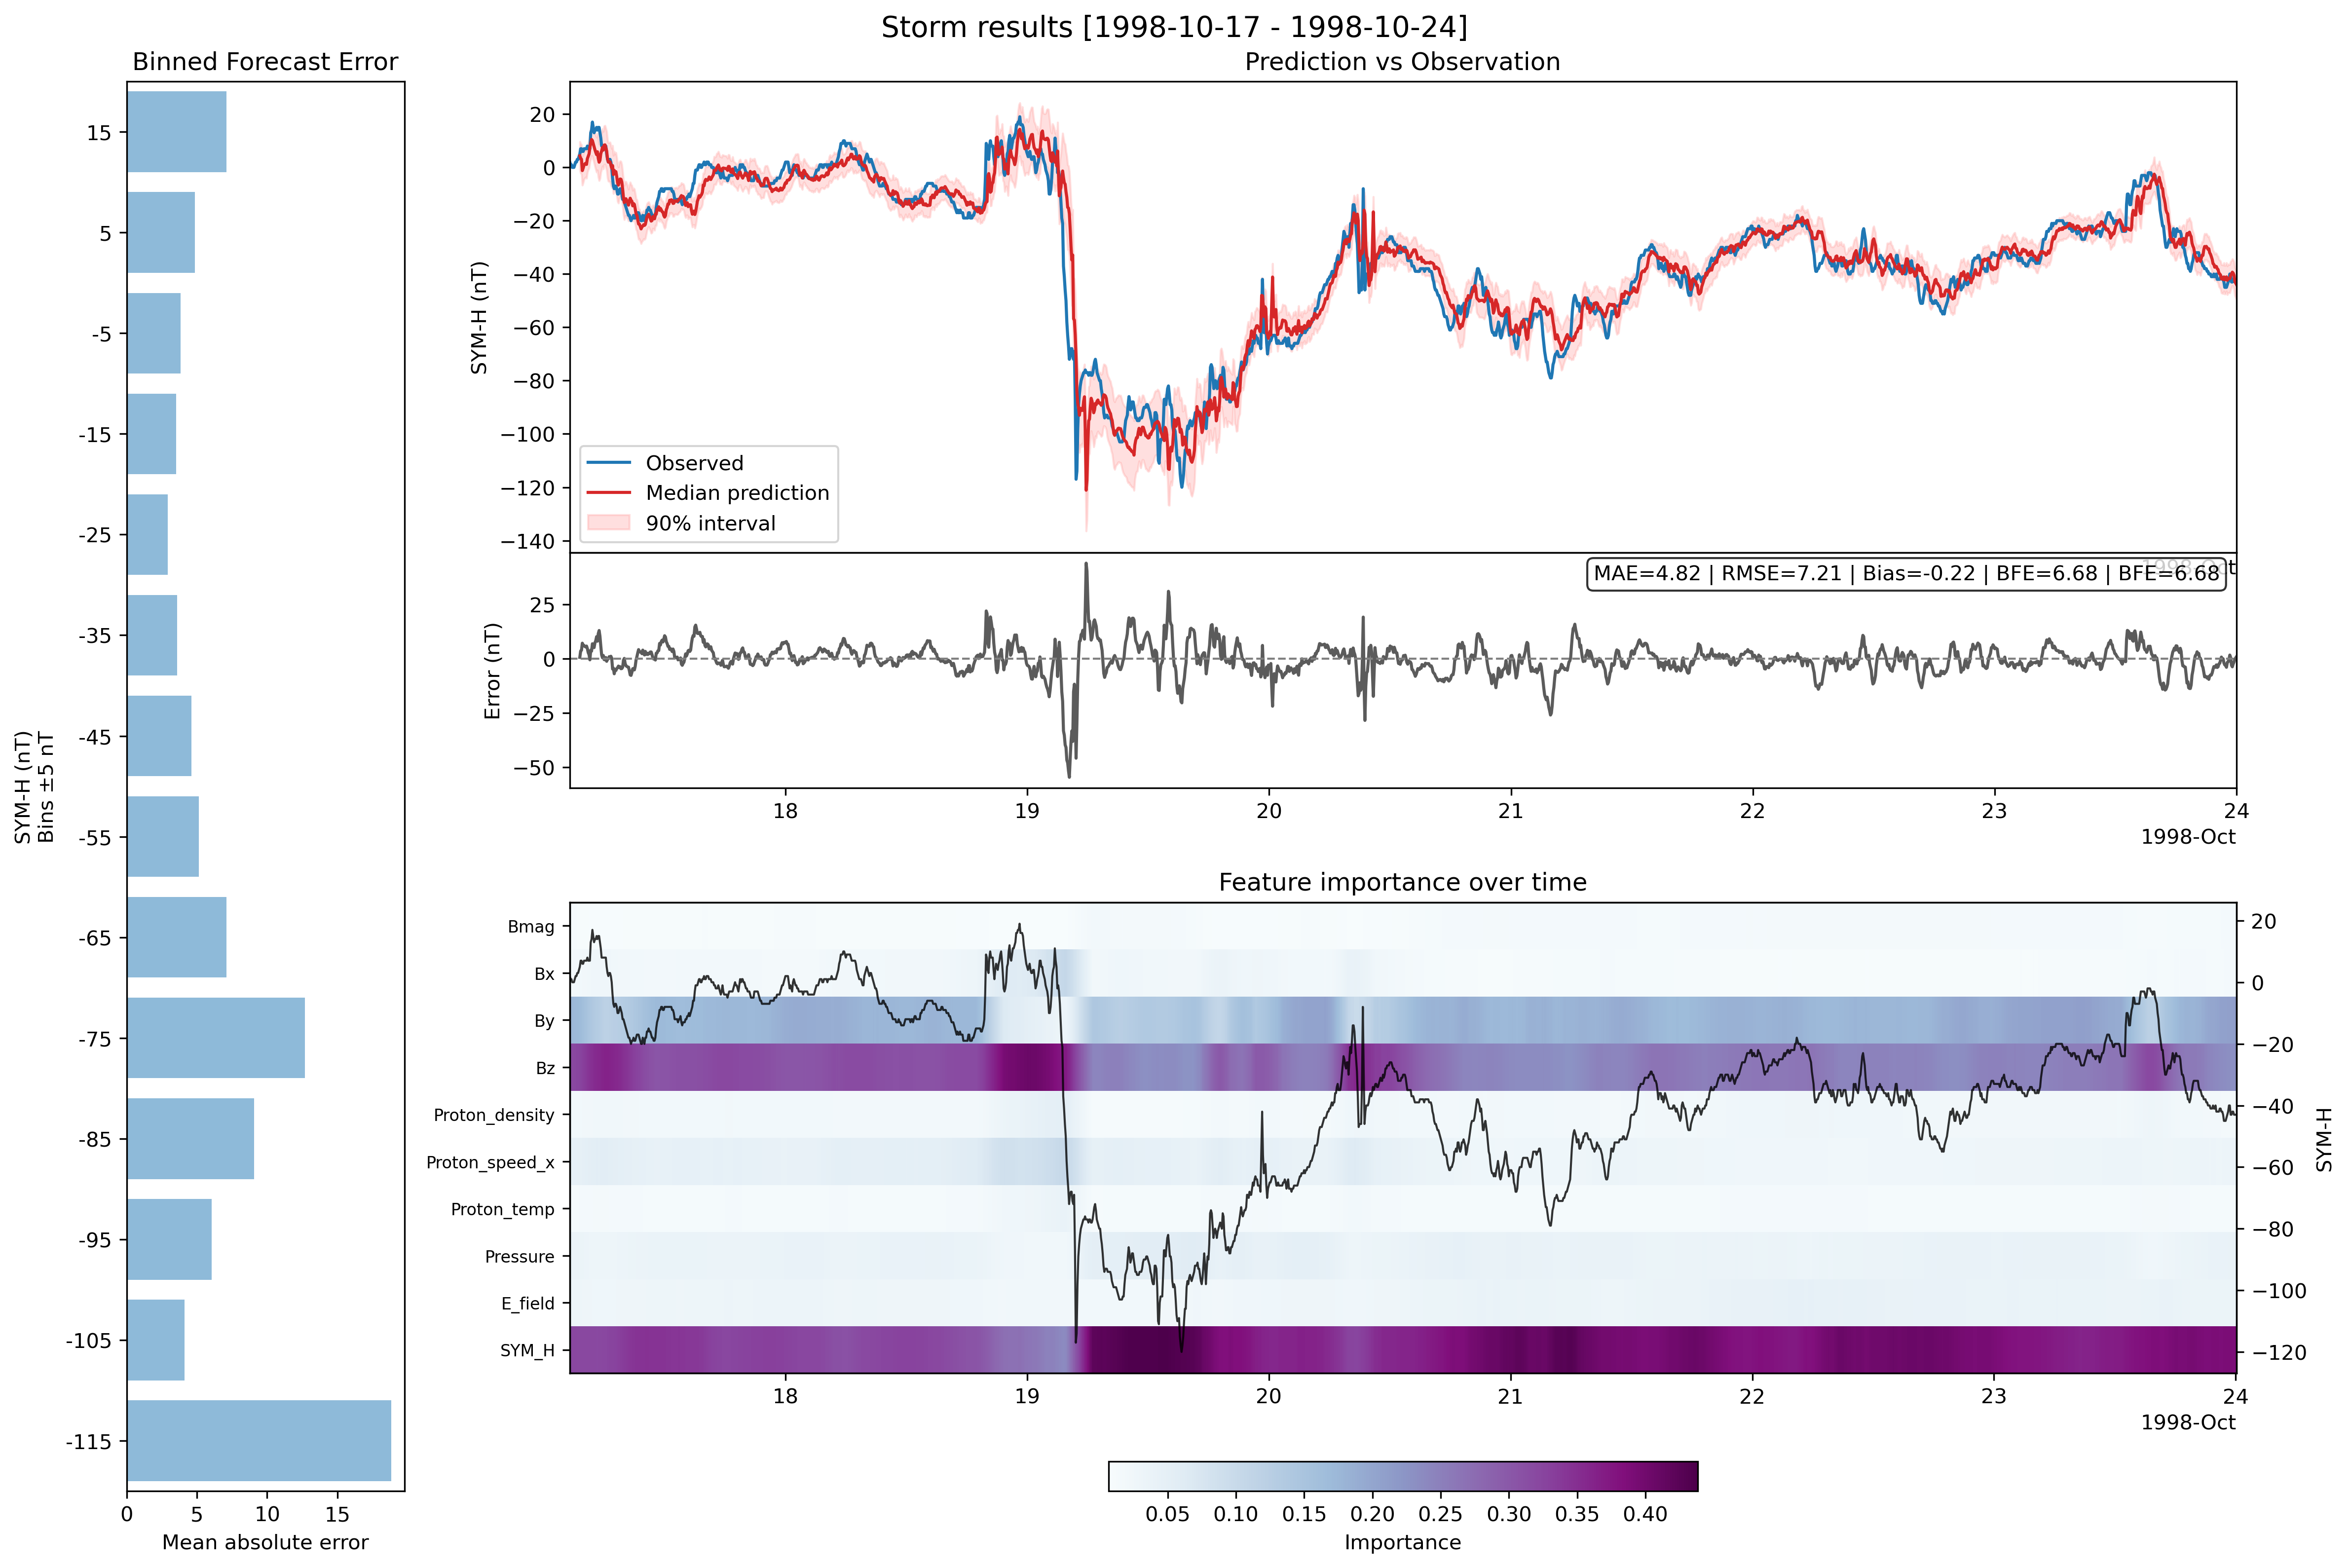 Storm results [1998-10-17 - 1998-10-24]
Binned Forecast Error
15
5
-5
-15
-25
-35
-45
-55
-65
-75
-85
-95
-105
-115
SYM-H (nT)
Bins ±5 nT
0 5 10 15
Mean absolute error
Prediction vs Observation
20
0
−20
−40
−60
−80
−100
−120
−140
SYM-H (nT)
Observed
Median prediction
90% interval
1998-Oct
MAE=4.82 | RMSE=7.21 | Bias=-0.22 | BFE=6.68 | BFE=6.68
25
0
−25
−50
Error (nT)
18 19 20 21 22 23 24
1998-Oct
Feature importance over time
Bmag
Bx
By
Bz
Proton_density
Proton_speed_x
Proton_temp
Pressure
E_field
SYM_H
20
0
−20
−40
−60
−80
−100
−120
SYM-H
18 19 20 21 22 23 24
1998-Oct
0.05 0.10 0.15 0.20 0.25 0.30 0.35 0.40
Importance